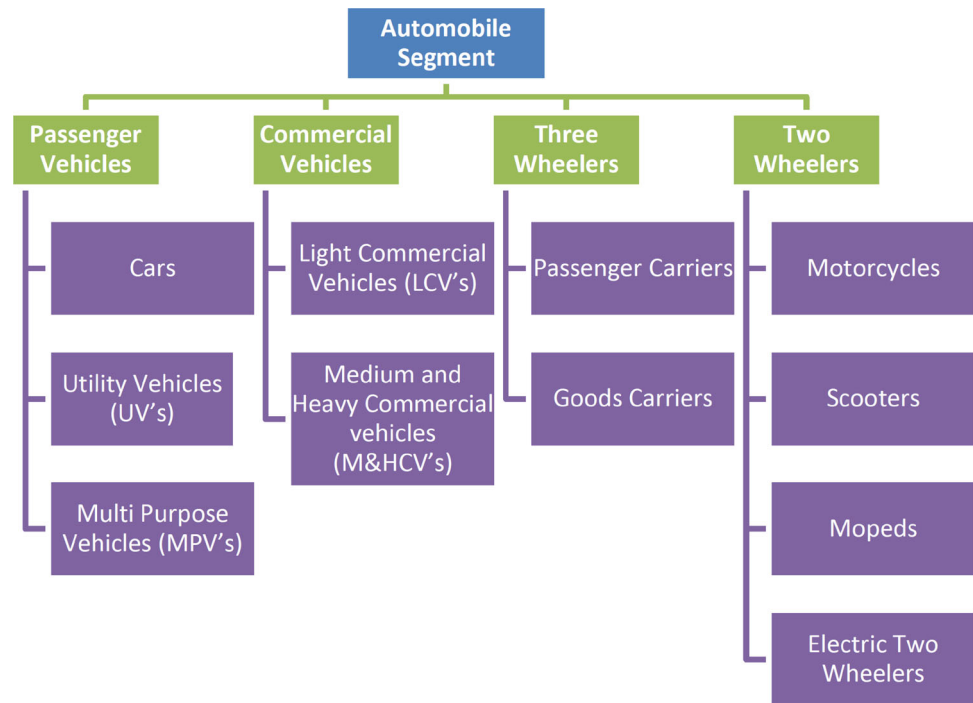 Automobile
Segment
Passenger
Vehicles
Cars
Utility Vehicles
(UV’s)
Multi Purpose
Vehicles (MPV’s)
Commercial
Vehicles
Light Commercial
Vehicles (LCV’s)
Medium and
Heavy Commercial
vehicles
(M&HCV’s)
Three
Wheelers
Passenger Carriers
Goods Carriers
Two
Wheelers
Motorcycles
Scooters
Mopeds
Electric Two
Wheelers